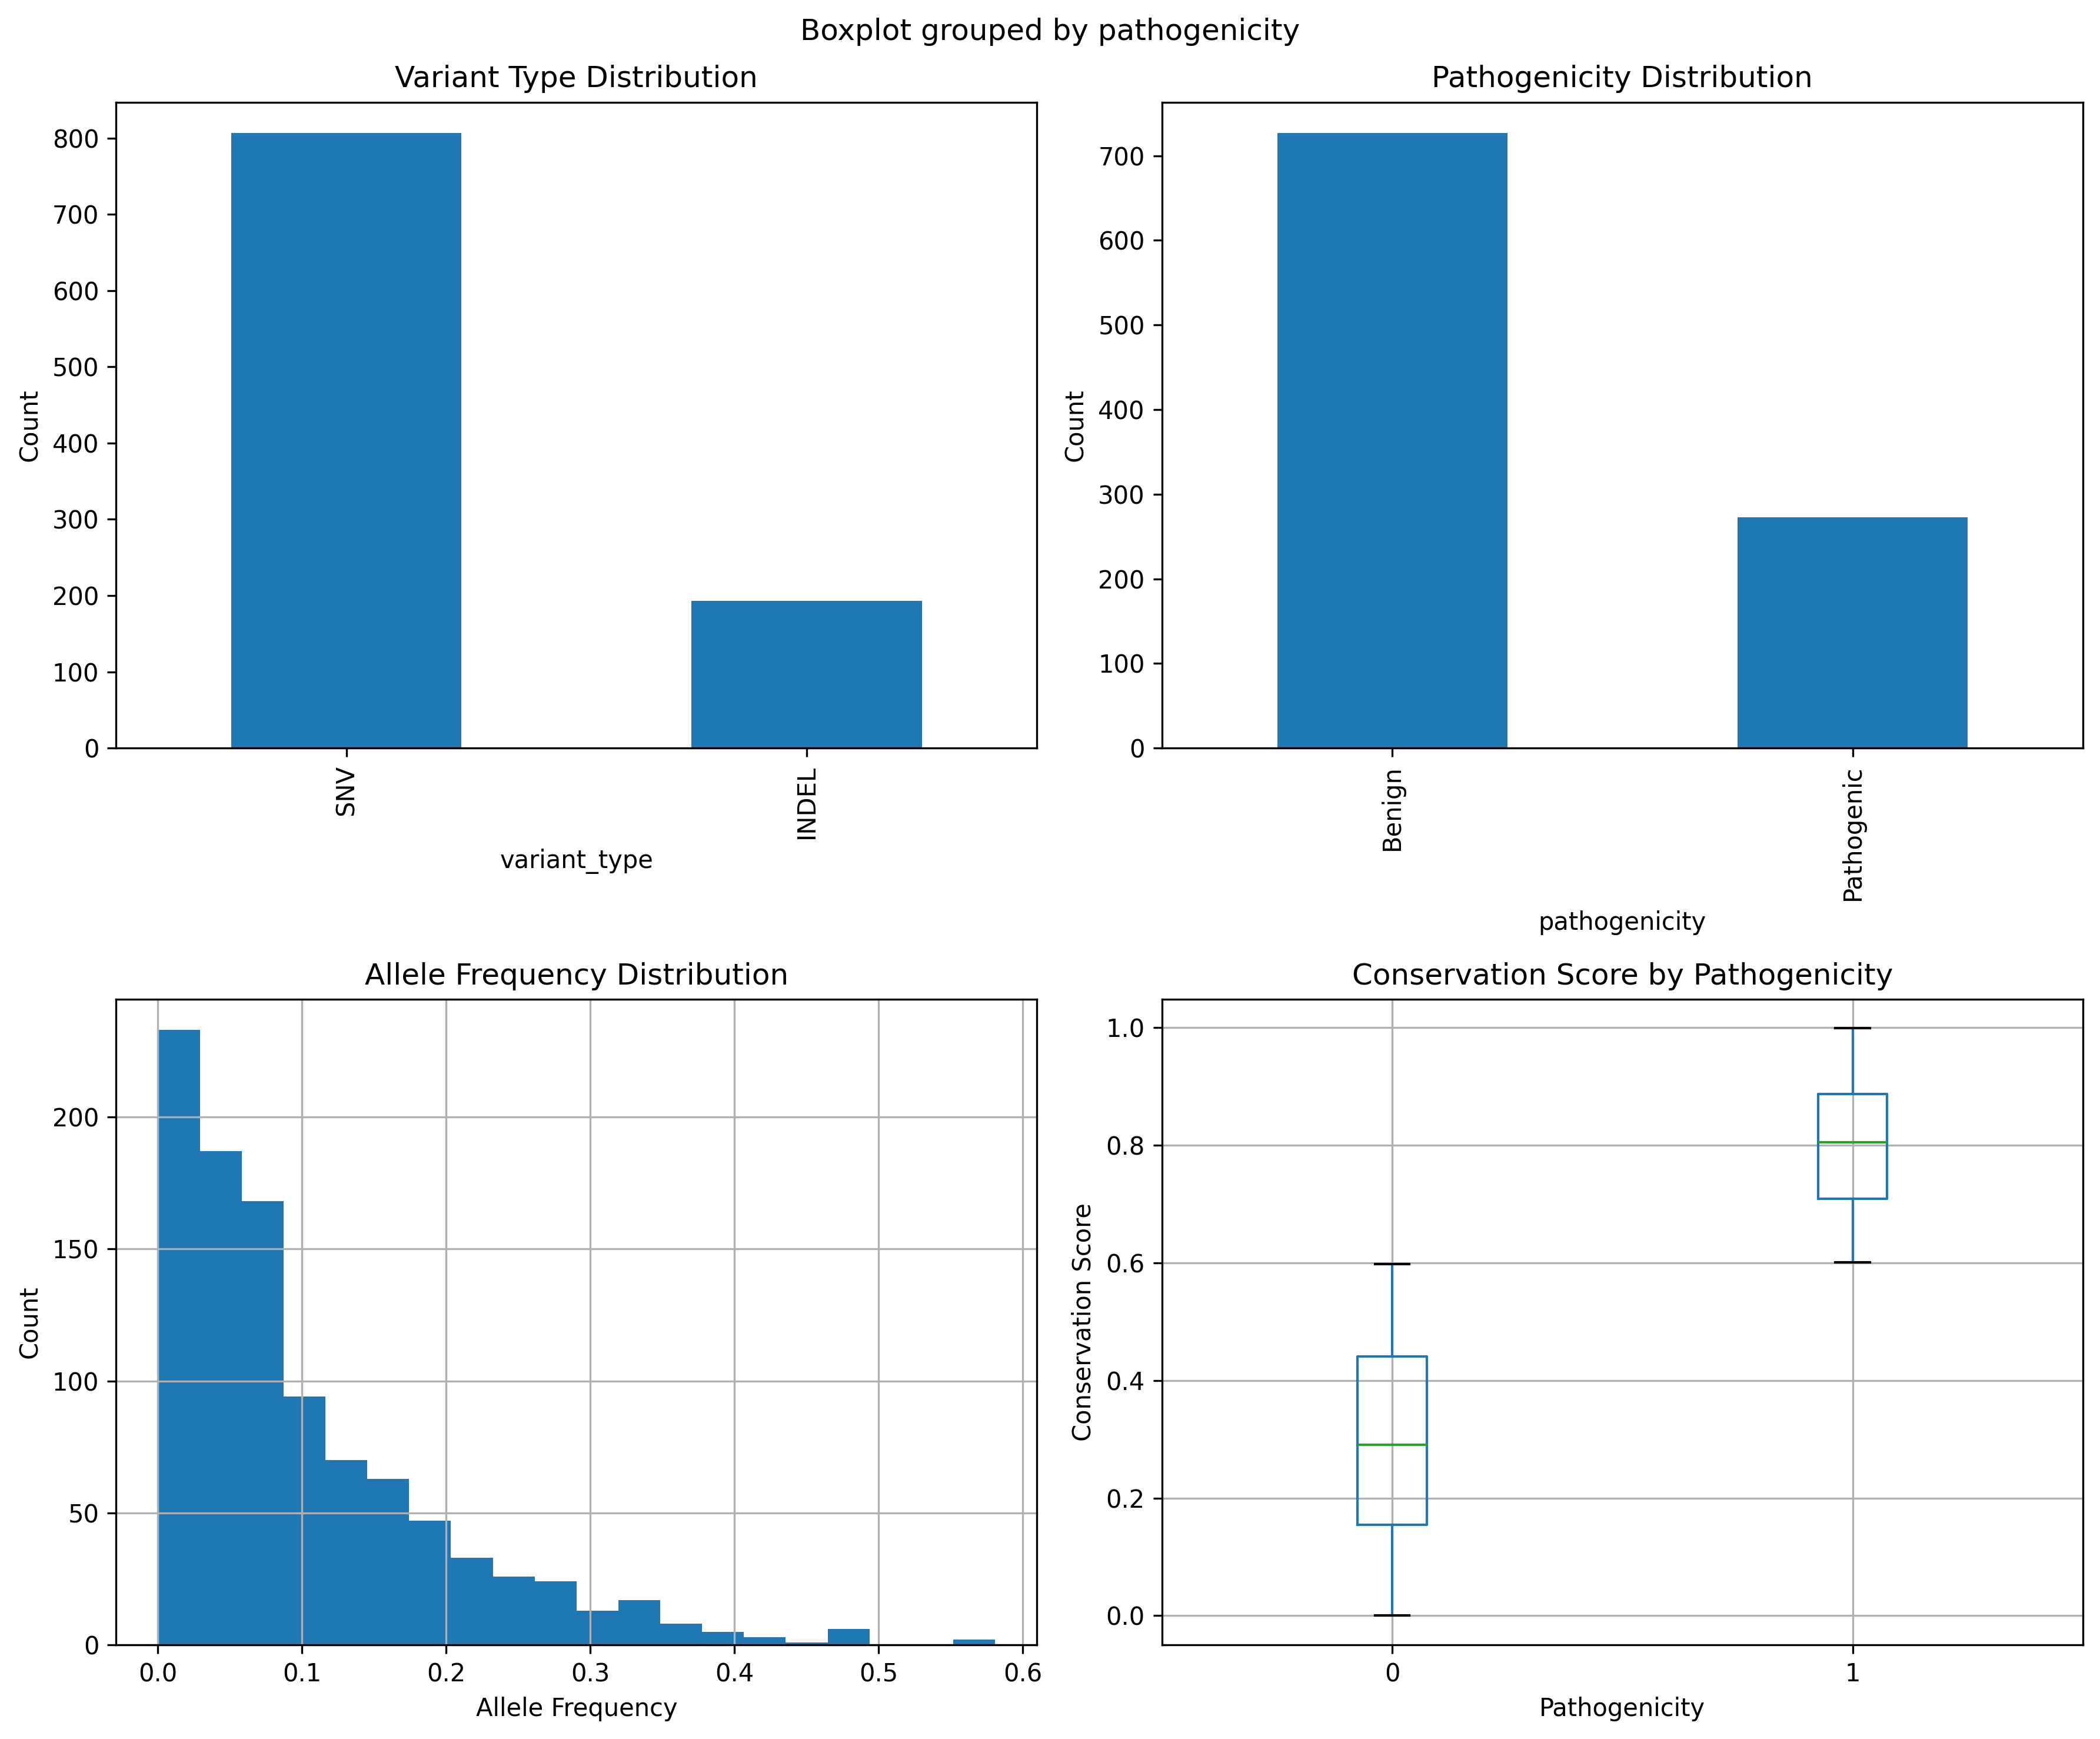 Boxplot grouped by pathogenicity
Variant Type Distribution
Count
800
700
600
500
400
300
200
100
0
SNV
INDEL
variant_type
Pathogenicity Distribution
Count
700
600
500
400
300
200
100
0
Benign
Pathogenic
pathogenicity
Allele Frequency Distribution
Count
200
150
100
50
0
0.0 0.1 0.2 0.3 0.4 0.5 0.6
Allele Frequency
Conservation Score by Pathogenicity
Conservation Score
1.0
0.8
0.6
0.4
0.2
0.0
0 1
Pathogenicity